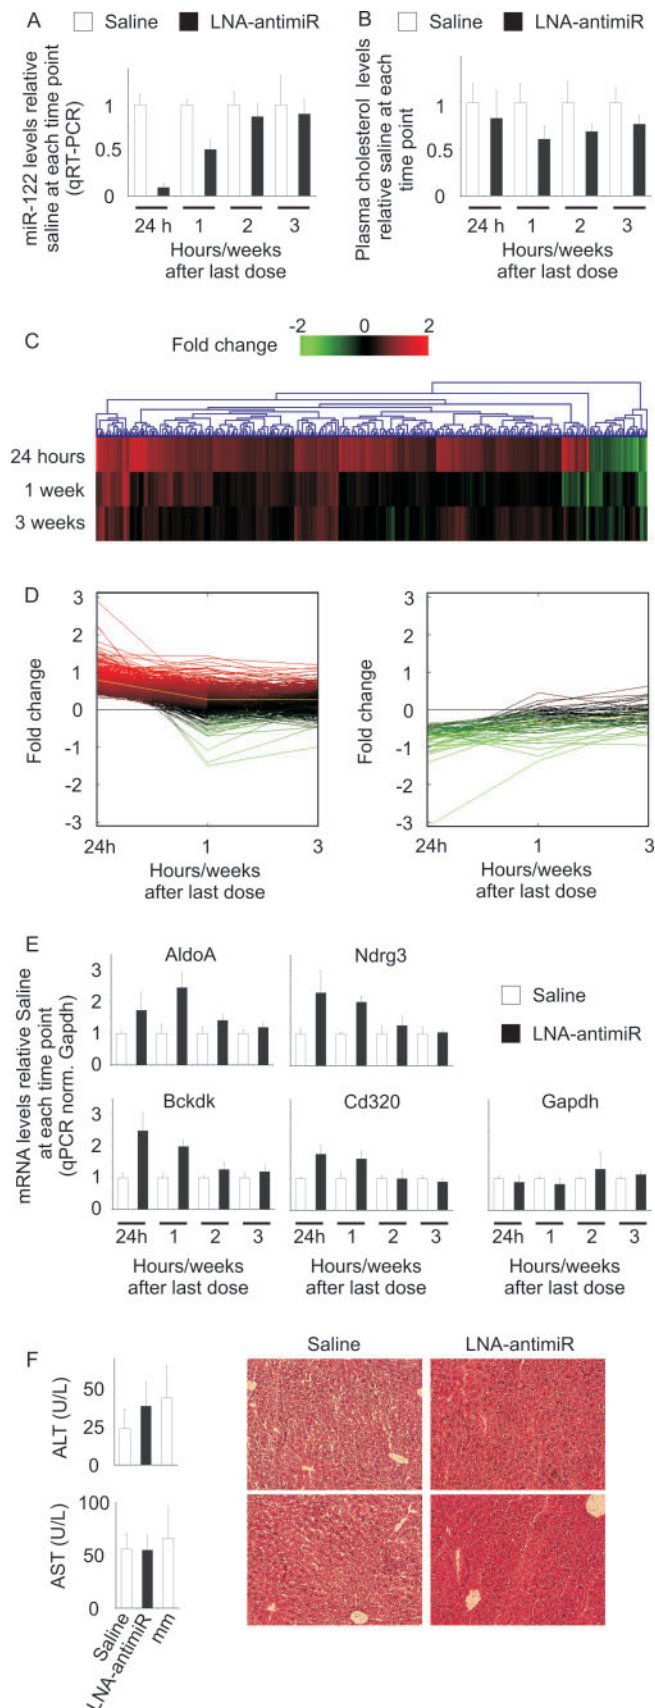 A
Saline LNA-antimiR
miR-122 levels relative
saline at each time point
(qRT-PCR)
1
0.5
0
24 h 1 2 3
Hours/weeks
after last dose
B
Saline LNA-antimiR
Plasma cholesterol levels
relative saline at each
time point
1
0.5
0
24 h 1 2 3
Hours/weeks
after last dose
C
Fold change
-2 0 2
24 hours
1 week
3 weeks
D
Fold change
3
2
1
0
-1
-2
-3
24h 1 3
Hours/weeks
after last dose
Fold change
3
2
1
0
-1
-2
-3
24h 1 3
Hours/weeks
after last dose
E
mRNA levels relative Saline
at each time point
(qPCR norm. Gapdh)
AldoA
3
2
1
0
Ndrg3
Saline
LNA-antimiR
Bckdk
3
2
1
0
24h 1 2 3
Hours/weeks
after last dose
Cd320
24h 1 2 3
Hours/weeks
after last dose
Gapdh
24h 1 2 3
Hours/weeks
after last dose
F
ALT (U/L)
50
25
0
AST (U/L)
100
50
0
Saline
LNA-antimiR
mm
Saline LNA-antimiR